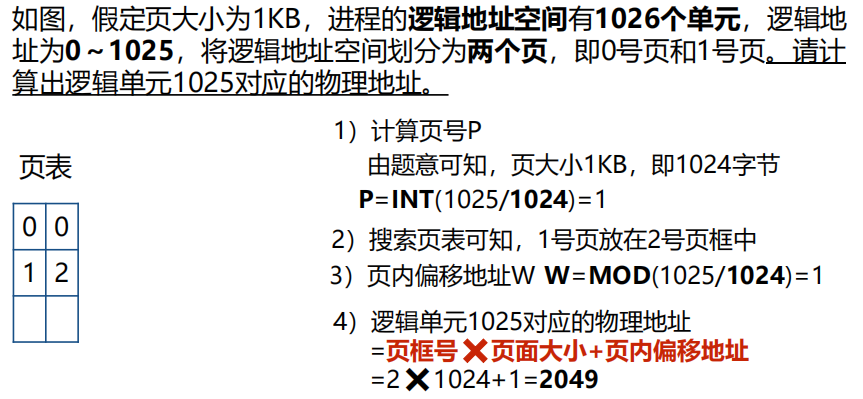 如图，假定页大小为1KB，进程的逻辑地址空间有1026个单元，逻辑地
址为0～1025，将逻辑地址空间划分为两个页，即0号页和1号页。请计
算出逻辑单元1025对应的物理地址。
页表
0 0
1 2
1）计算页号P
由题意可知，页大小1KB，即1024字节
P=INT(1025/1024)=1
2）搜索页表可知，1号页放在2号页框中
3）页内偏移地址W W=MOD(1025/1024)=1
4）逻辑单元1025对应的物理地址
=页框号❌页面大小+页内偏移地址
=2❌1024+1=2049